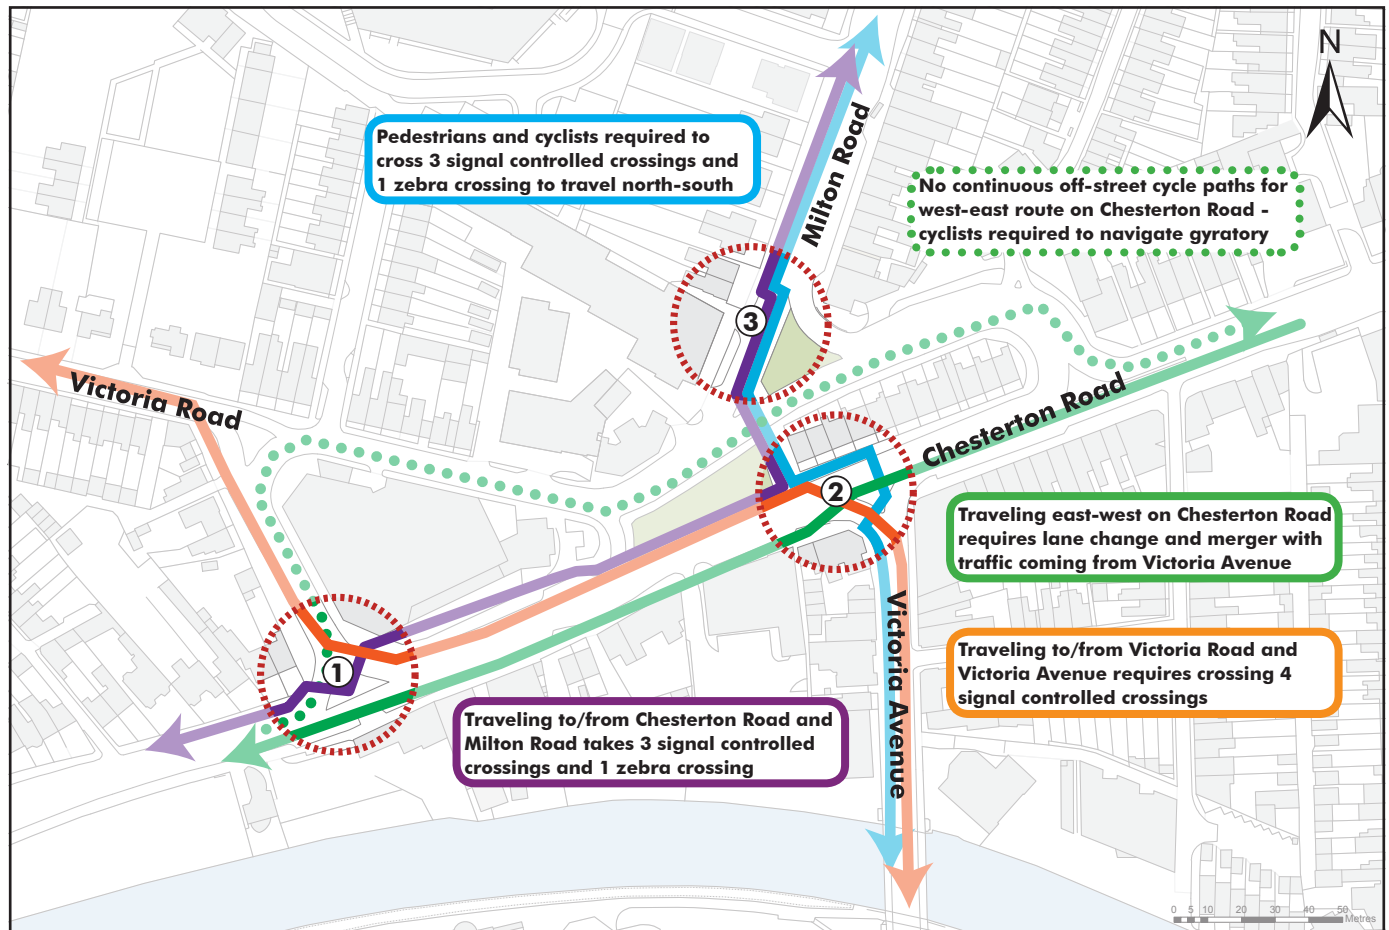 N
Pedestrians and cyclists required to
cross 3 signal controlled crossings and
1 zebra crossing to travel north-south
Milton Road
No continuous off-street cycle paths for
west-east route on Chesterton Road -
cyclists required to navigate gyratory
3
Victoria Road
Chesterton Road
2
Traveling east-west on Chesterton Road
requires lane change and merger with
traffic coming from Victoria Avenue
Victoria Avenue
1
Traveling to/from Victoria Road and
Victoria Avenue requires crossing 4
signal controlled crossings
Traveling to/from Chesterton Road and
Milton Road takes 3 signal controlled
crossings and 1 zebra crossing
0 5 10 20 30 40 50
Metres